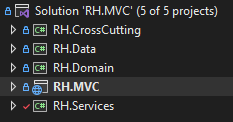 Solution 'RH.MVC' (5 of 5 projects)
C# RH.CrossCutting
C# RH.Data
C# RH.Domain
RH.MVC
C# RH.Services